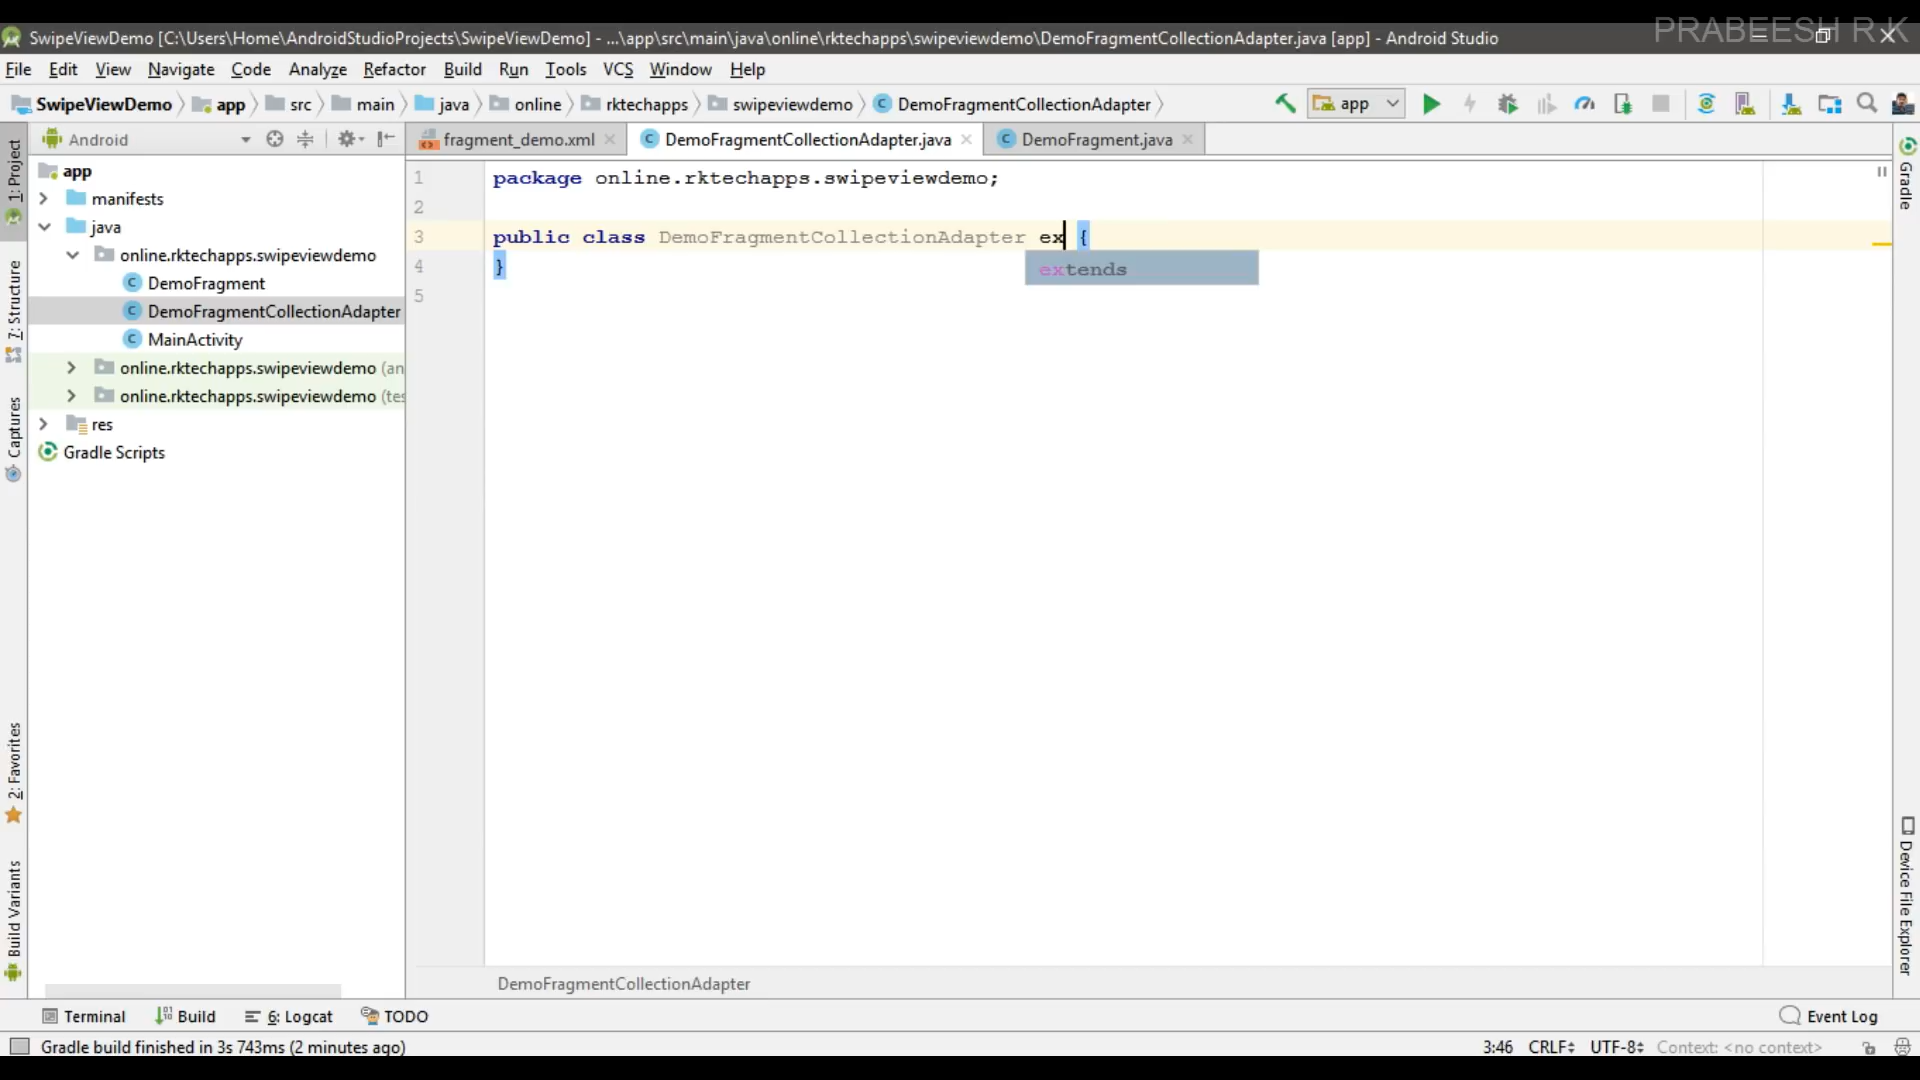 PRABEESH R.K
SwipeViewDemo [C:\Users\Home\AndroidStudioProjects\SwipeViewDemo] - ...\app\src\main\java\online\rktechapps\swipeviewdemo\DemoFragmentCollectionAdapter.java [app] - Android Studio
File Edit View Navigate Code Analyze Refactor Build Run Tools VCS Window Help
SwipeViewDemo app src main java online rktechapps swipeviewdemo DemoFragmentCollectionAdapter app
Android
fragment_demo.xml DemoFragmentCollectionAdapter.java DemoFragment.java
1: Project
7: Structure
Captures
2: Favorites
Build Variants
app
manifests
java
online.rktechapps.swipeviewdemo
DemoFragment
DemoFragmentCollectionAdapter
MainActivity
online.rktechapps.swipeviewdemo (an
online.rktechapps.swipeviewdemo (tes
res
Gradle Scripts
1 package online.rktechapps.swipeviewdemo;
2
3 public class DemoFragmentCollectionAdapter ex {
extends
4 }
5
Gradle
Device File Explorer
DemoFragmentCollectionAdapter
Terminal Build 6: Logcat TODO Event Log
Gradle build finished in 3s 743ms (2 minutes ago) 3:46 CRLF UTF-8 Context: <no context>